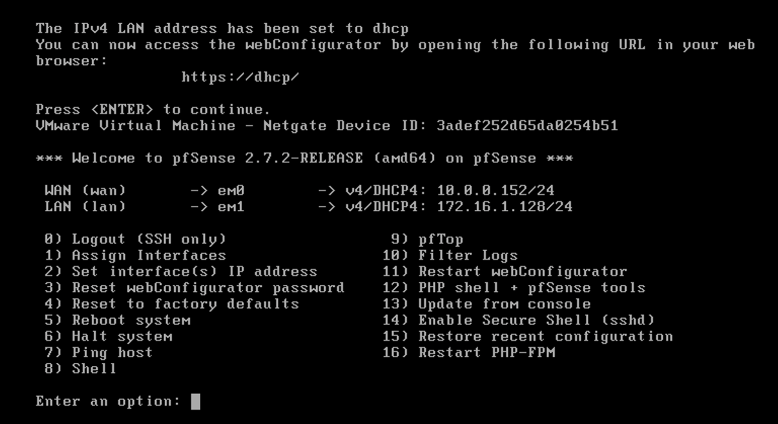 The IPv4 LAN address has been set to dhcp
You can now access the webConfigurator by opening the following URL in your web
browser:
https://dhcp/
Press <ENTER> to continue.
VMware Virtual Machine - Netgate Device ID: 3adef252d65da0254b51
*** Welcome to pfSense 2.7.2-RELEASE (amd64) on pfSense ***
WAN (wan)       -> em0        -> v4/DHCP4: 10.0.0.152/24
LAN (lan)       -> em1        -> v4/DHCP4: 172.16.1.128/24
0) Logout (SSH only)                 9) pfTop
1) Assign Interfaces                10) Filter Logs
2) Set interface(s) IP address      11) Restart webConfigurator
3) Reset webConfigurator password   12) PHP shell + pfSense tools
4) Reset to factory defaults        13) Update from console
5) Reboot system                    14) Enable Secure Shell (sshd)
6) Halt system                      15) Restore recent configuration
7) Ping host                        16) Restart PHP-FPM
8) Shell
Enter an option: